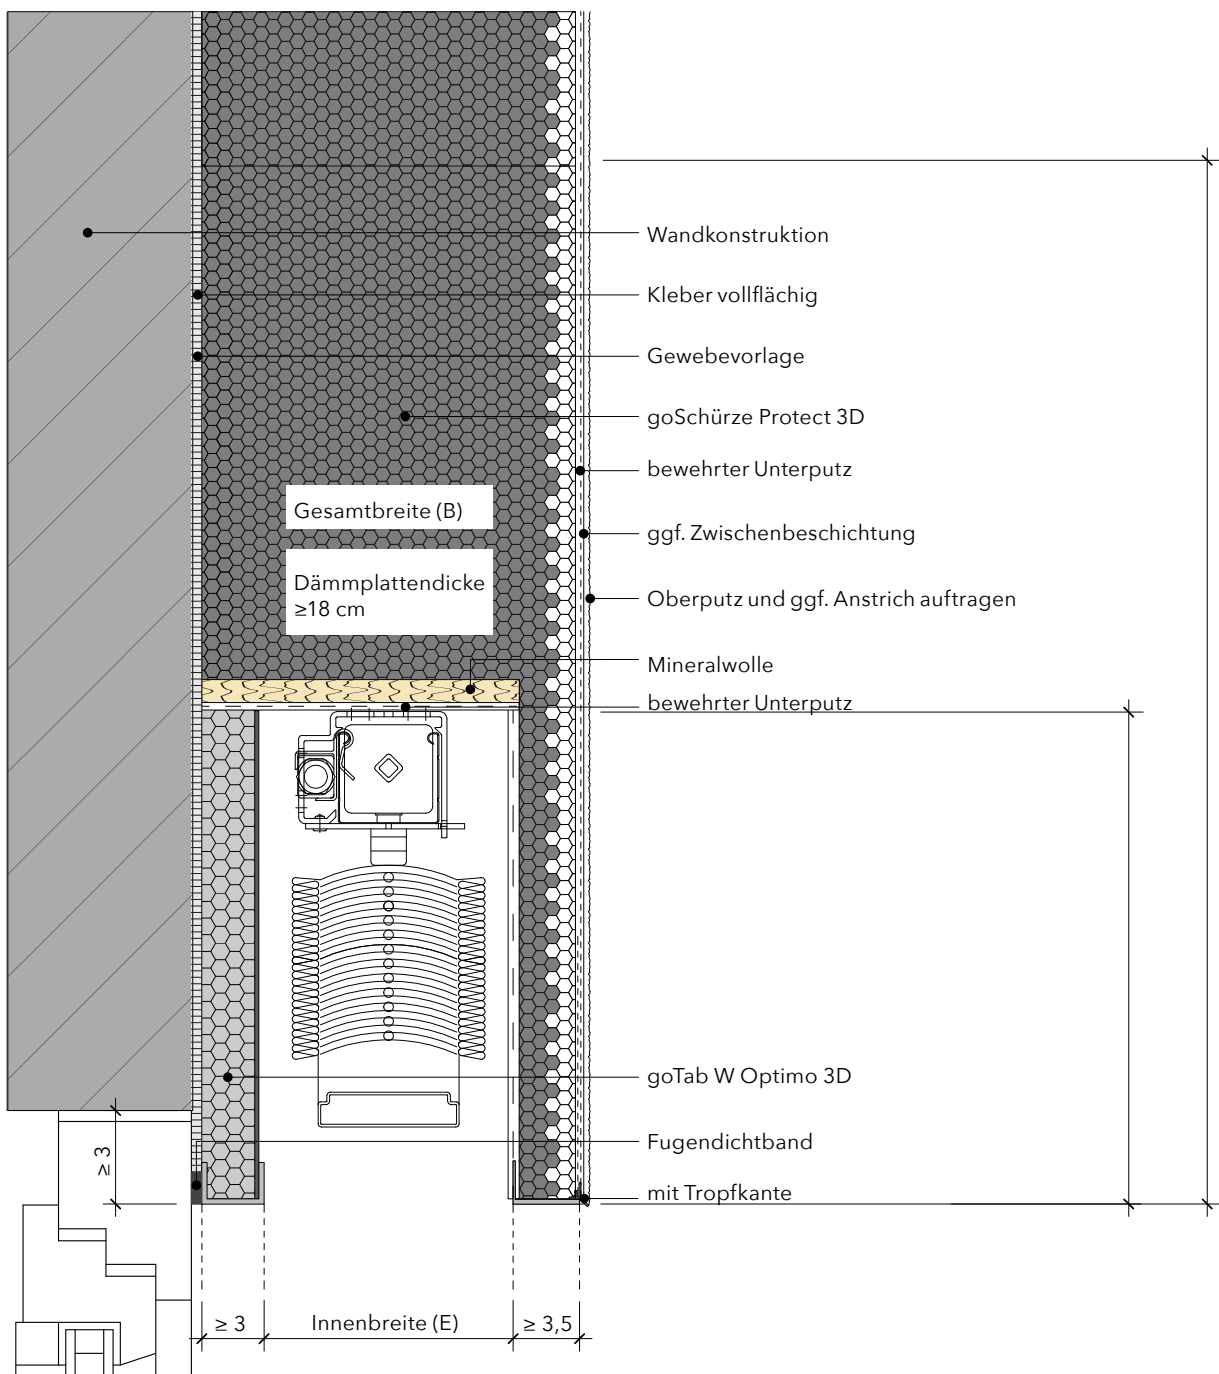 Wandkonstruktion
Kleber vollflächig
Gewebevorlage
goSchürze Protect 3D
bewehrter Unterputz
Gesamtbreite (B)
ggf. Zwischenbeschichtung
Dämmplattendicke
≥18 cm
Oberputz und ggf. Anstrich auftragen
Mineralwolle
bewehrter Unterputz
goTab W Optimo 3D
Fugendichtband
≥ 3
mit Tropfkante
≥ 3
Innenbreite (E)
≥ 3,5